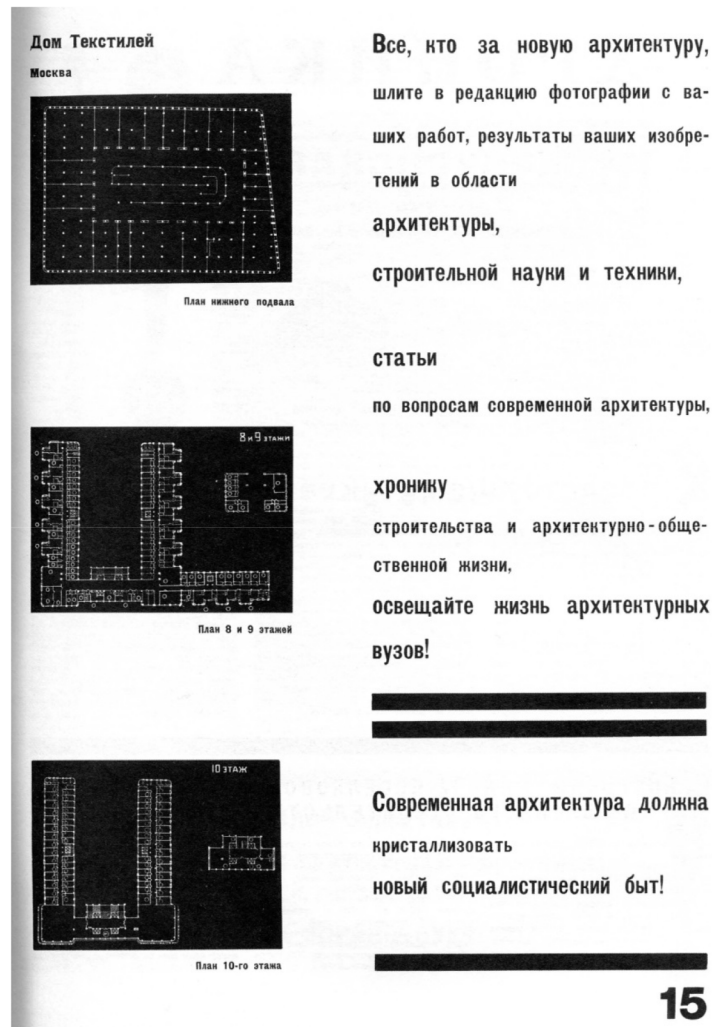 Дом Текстилей
Москва
План нижнего подвала
8 и 9 этажи
План 8 и 9 этажей
10 этаж
План 10-го этажа
Все, кто за новую архитектуру,
шлите в редакцию фотографии с ва-
ших работ, результаты ваших изобре-
тений в области
архитектуры,
строительной науки и техники,
статьи
по вопросам современной архитектуры,
хронику
строительства и архитектурно-обще-
ственной жизни,
освещайте жизнь архитектурных
вузов!
Современная архитектура должна
кристаллизовать
новый социалистический быт!
15